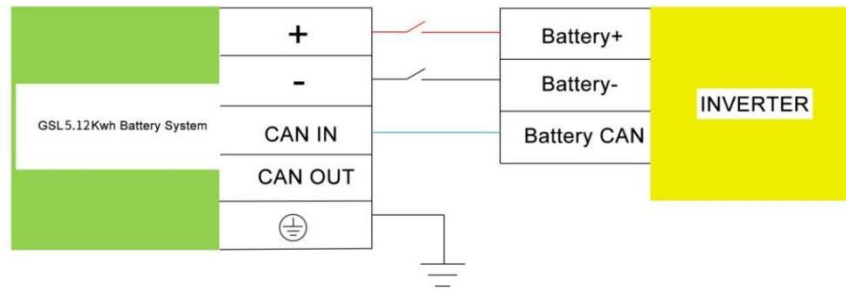 GSL5.12Kwh Battery System
+
-
CAN IN
CAN OUT
Battery+
Battery-
Battery CAN
INVERTER